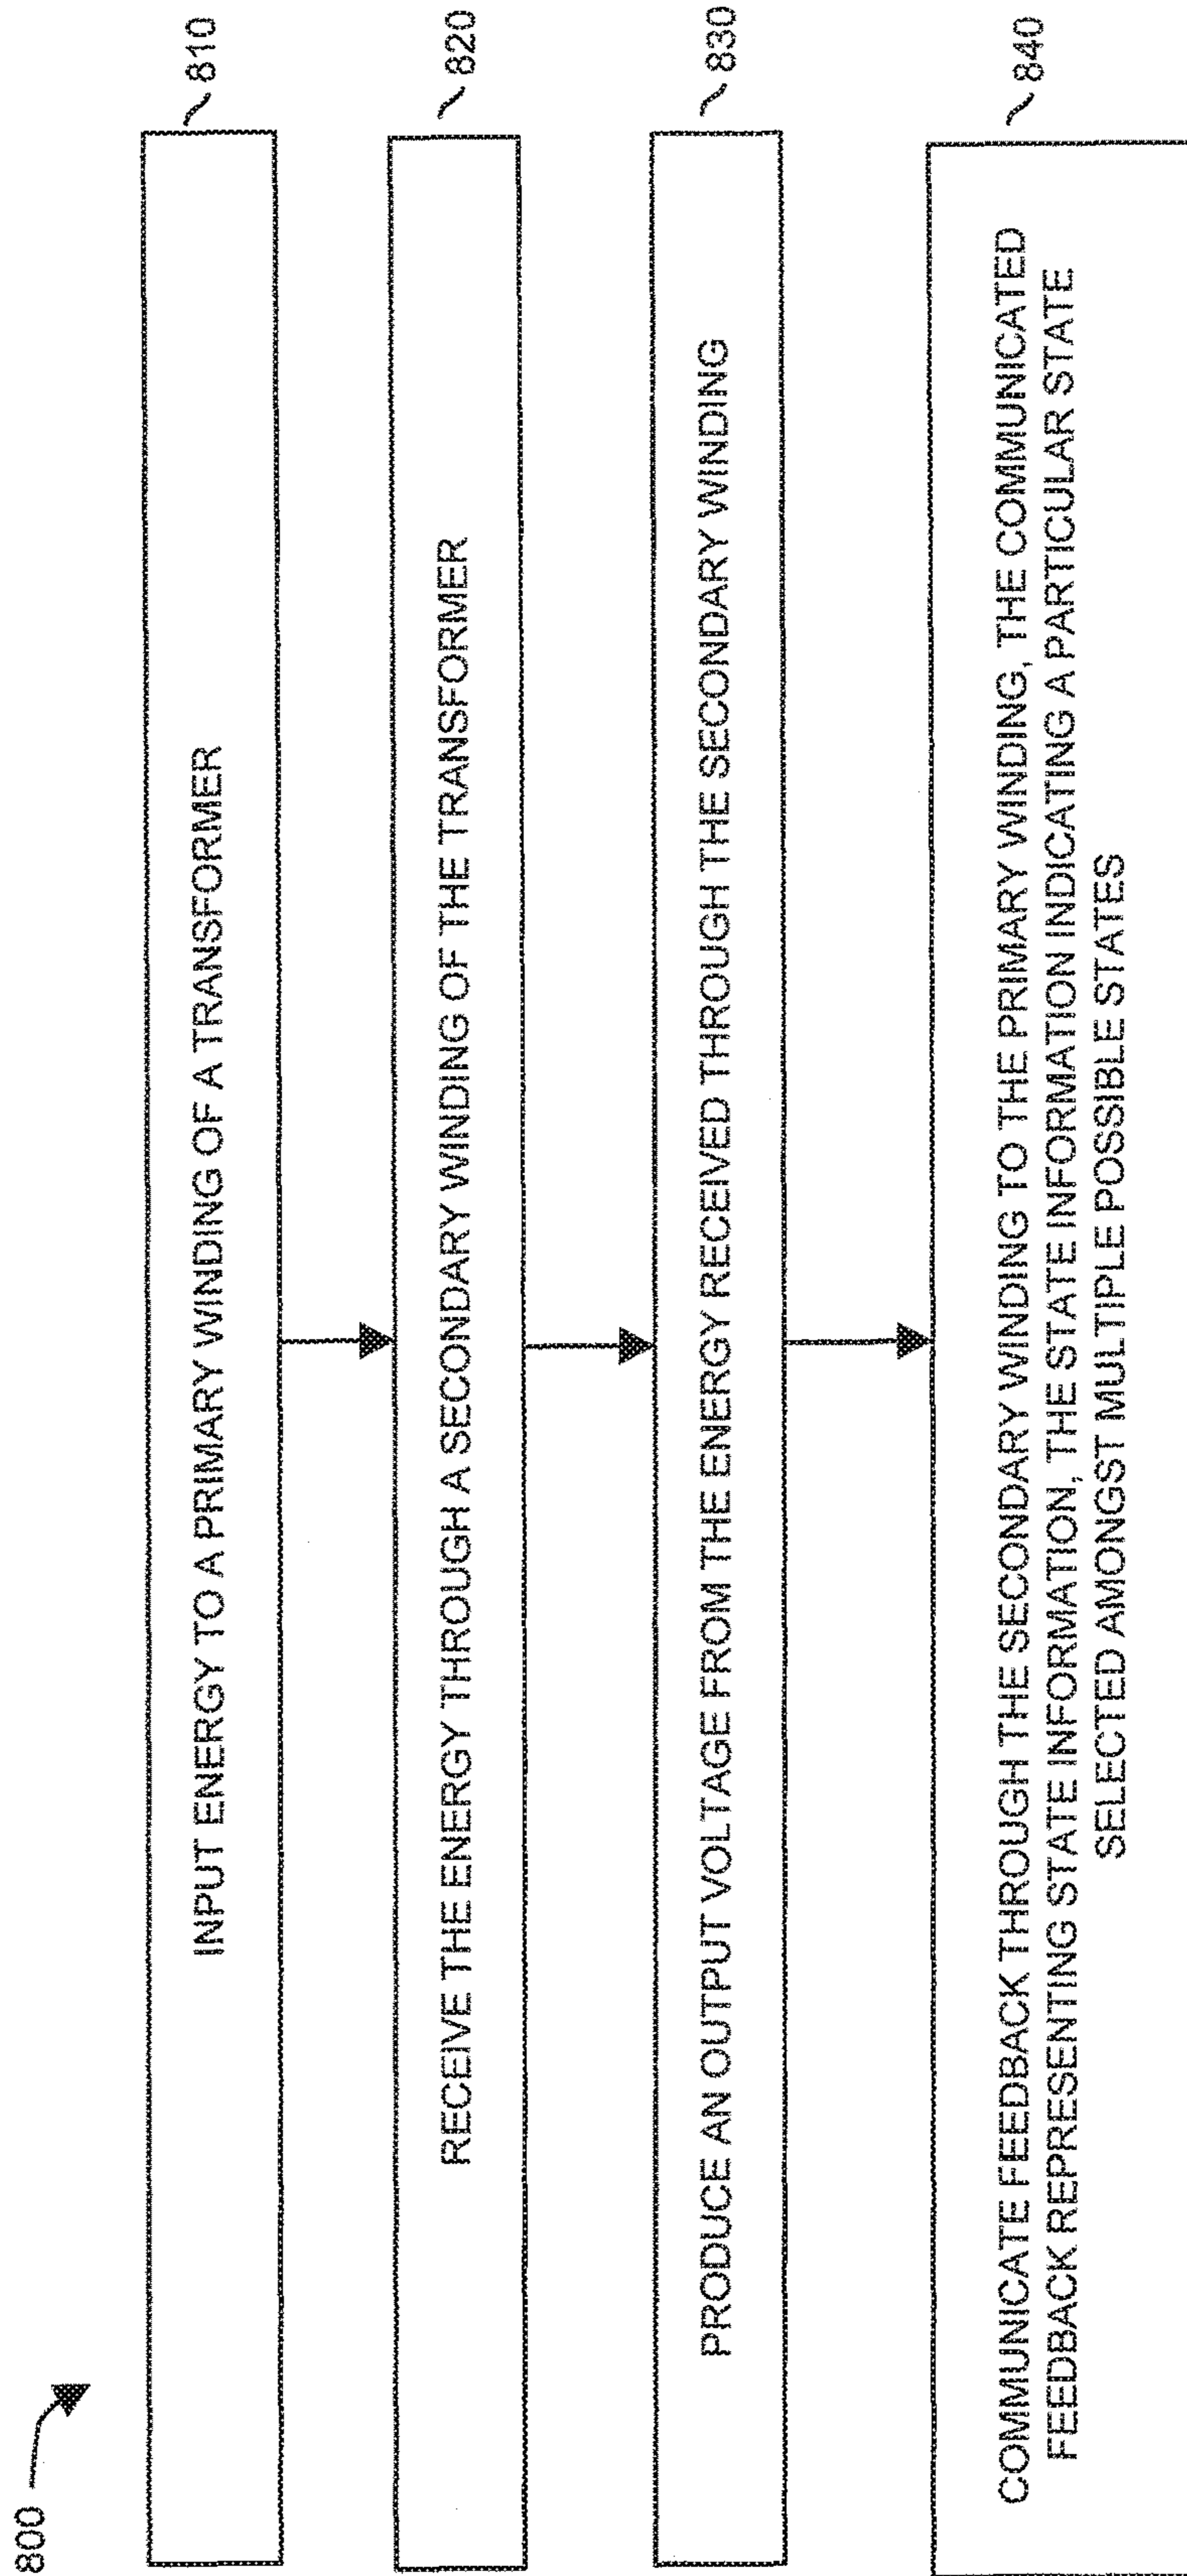 800
INPUT ENERGY TO A PRIMARY WINDING OF A TRANSFORMER
810
RECEIVE THE ENERGY THROUGH A SECONDARY WINDING OF THE TRANSFORMER
820
PRODUCE AN OUTPUT VOLTAGE FROM THE ENERGY RECEIVED THROUGH THE SECONDARY WINDING
830
COMMUNICATE FEEDBACK THROUGH THE SECONDARY WINDING TO THE PRIMARY WINDING, THE COMMUNICATED
FEEDBACK REPRESENTING STATE INFORMATION, THE STATE INFORMATION INDICATING A PARTICULAR STATE
SELECTED AMONGST MULTIPLE POSSIBLE STATES
840